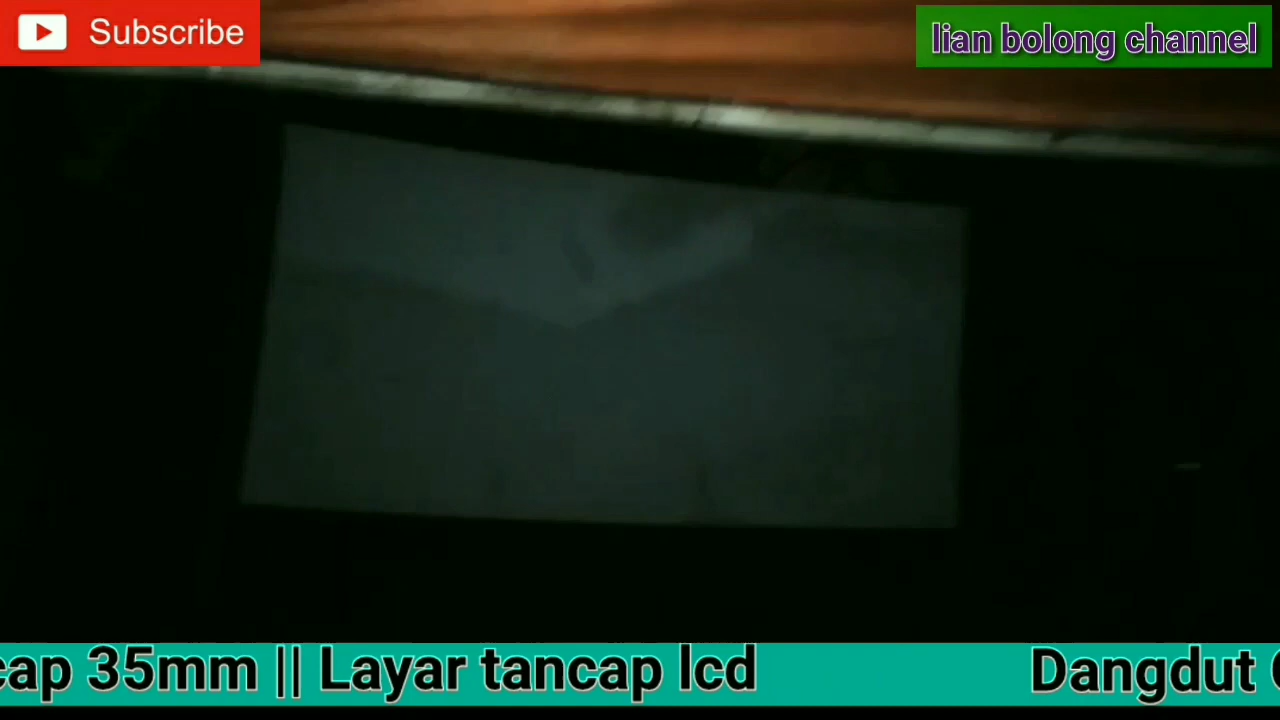 Subscribe
lian bolong channel
cap 35mm || Layar tancap lcd
Dangdut